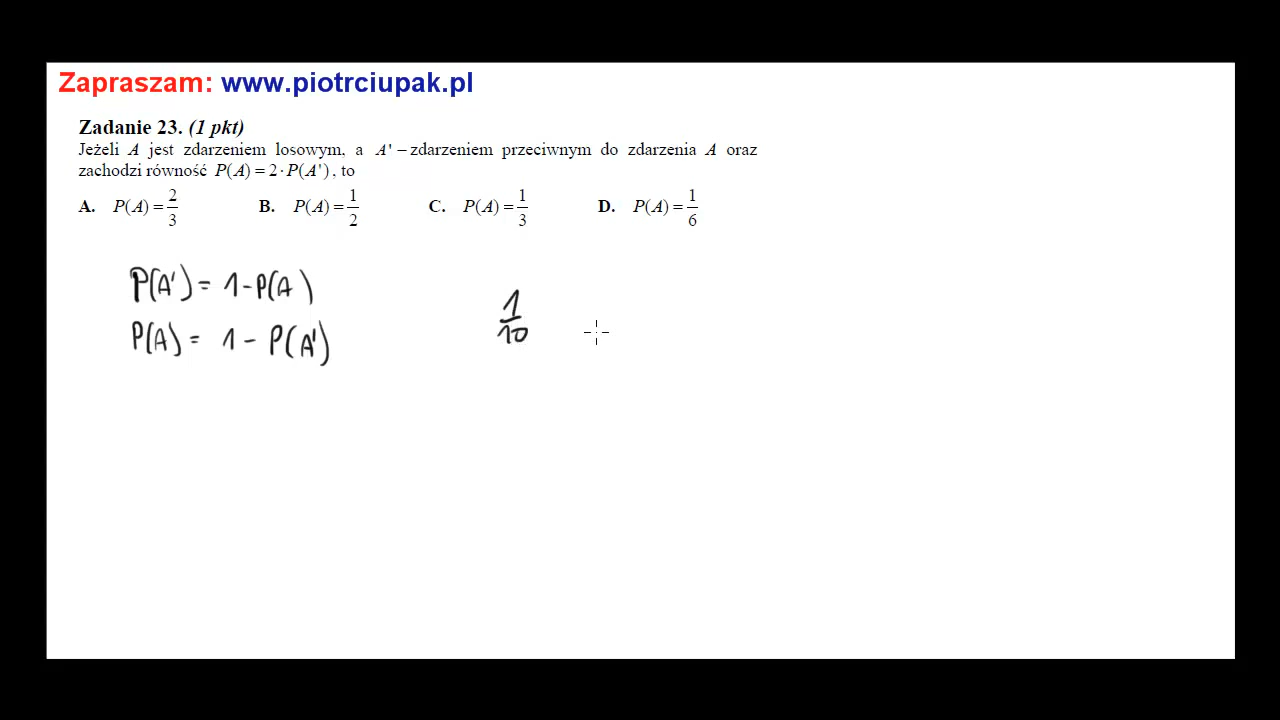 Zapraszam: www.piotrciupak.pl
Zadanie 23. (1 pkt)
Jeżeli A jest zdarzeniem losowym, a A' – zdarzeniem przeciwnym do zdarzenia A oraz
zachodzi równość P(A) = 2 · P(A'), to
A. P(A) = 2/3 B. P(A) = 1/2 C. P(A) = 1/3 D. P(A) = 1/6
P(A') = 1 - P(A)
P(A) = 1 - P(A')
1/10